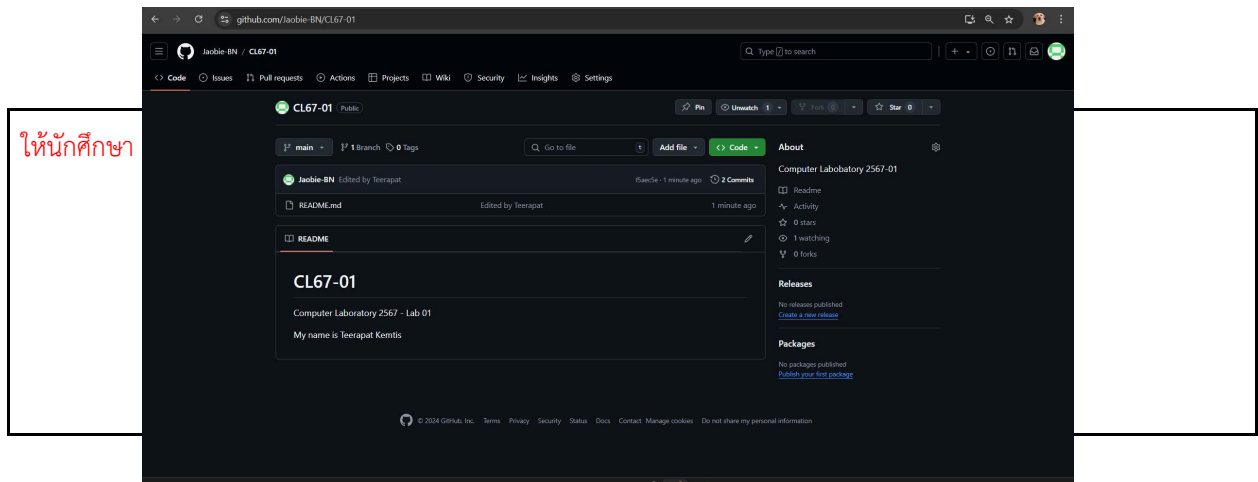 github.com/Jaobie-BN/CL67-01
Jaobie-BN / CL67-01
Type / to search
<> Code Issues Pull requests Actions Projects Wiki Security Insights Settings
CL67-01 Public
Pin Unwatch 1 Fork 0 Star 0
ให้นักศึกษา
main 1 Branch 0 Tags Go to file t Add file <> Code
About
Computer Labobatory 2567-01
Jaobie-BN Edited by Teerapat f5aec5e · 1 minute ago 2 Commits
Readme
README.md Edited by Teerapat 1 minute ago
Activity
0 stars
README
1 watching
0 forks
CL67-01
Releases
No releases published
Create a new release
Computer Laboratory 2567 - Lab 01
My name is Teerapat Kemtis
Packages
No packages published
Publish your first package
© 2024 GitHub, Inc. Terms Privacy Security Status Docs Contact Manage cookies Do not share my personal information